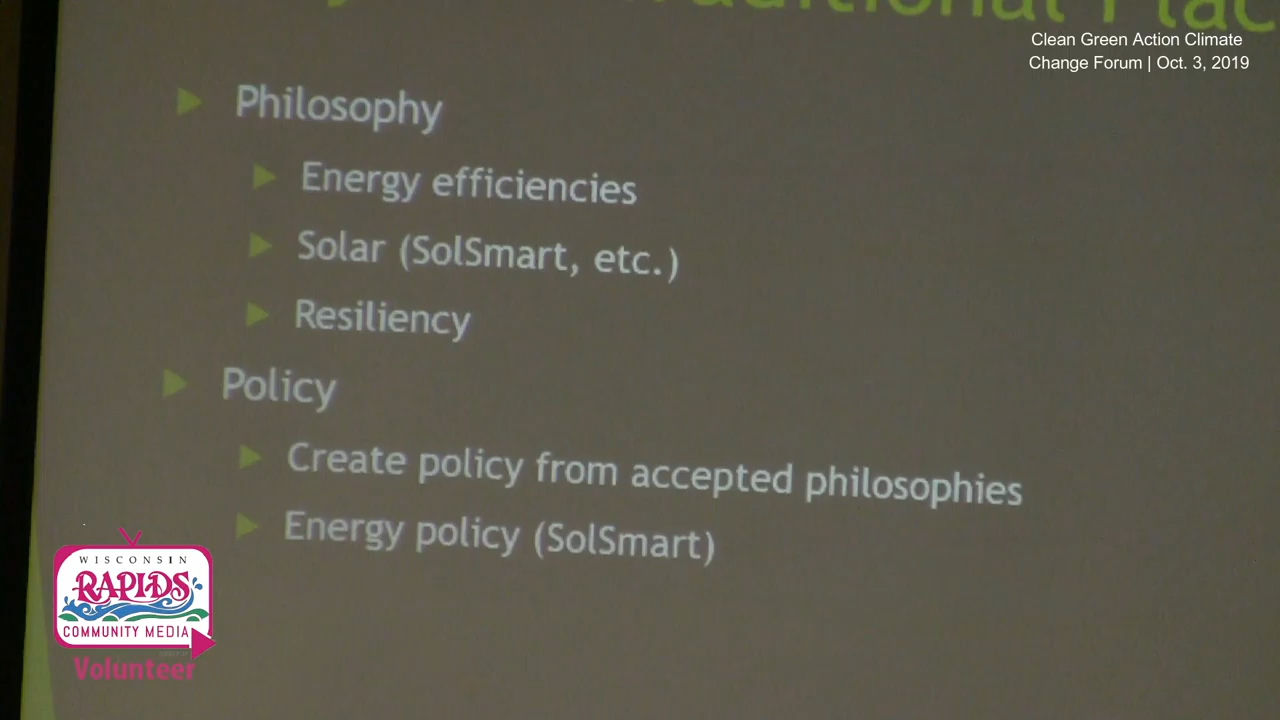 Clean Green Action Climate
Change Forum | Oct. 3, 2019
Philosophy
Energy efficiencies
Solar (SolSmart, etc.)
Resiliency
Policy
Create policy from accepted philosophies
Energy policy (SolSmart)
WISCONSIN
RAPIDS
COMMUNITY MEDIA
Volunteer